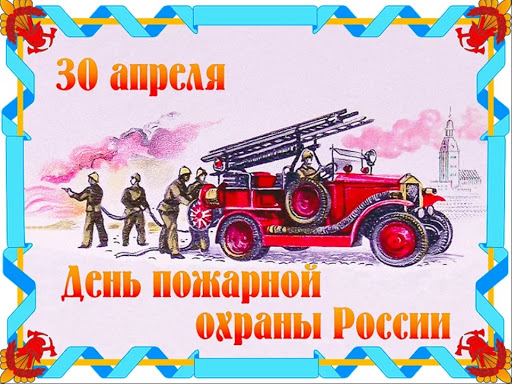 30 апреля
День пожарной
охраны России